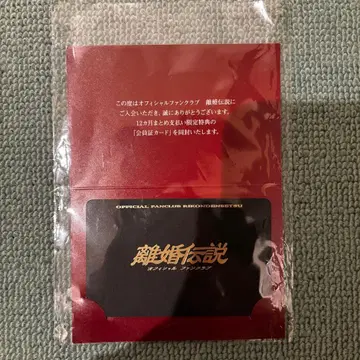 この度はオフィシャルファンクラブ 離婚伝説に
ご入会いただき、誠にありがとうございます。
12カ月まとめ支払い限定特典の
「会員証カード」を同封いたします。
OFFICIAL FANCLUB RIKONDENSETSU
離婚伝説
オフィシャル ファンクラブ